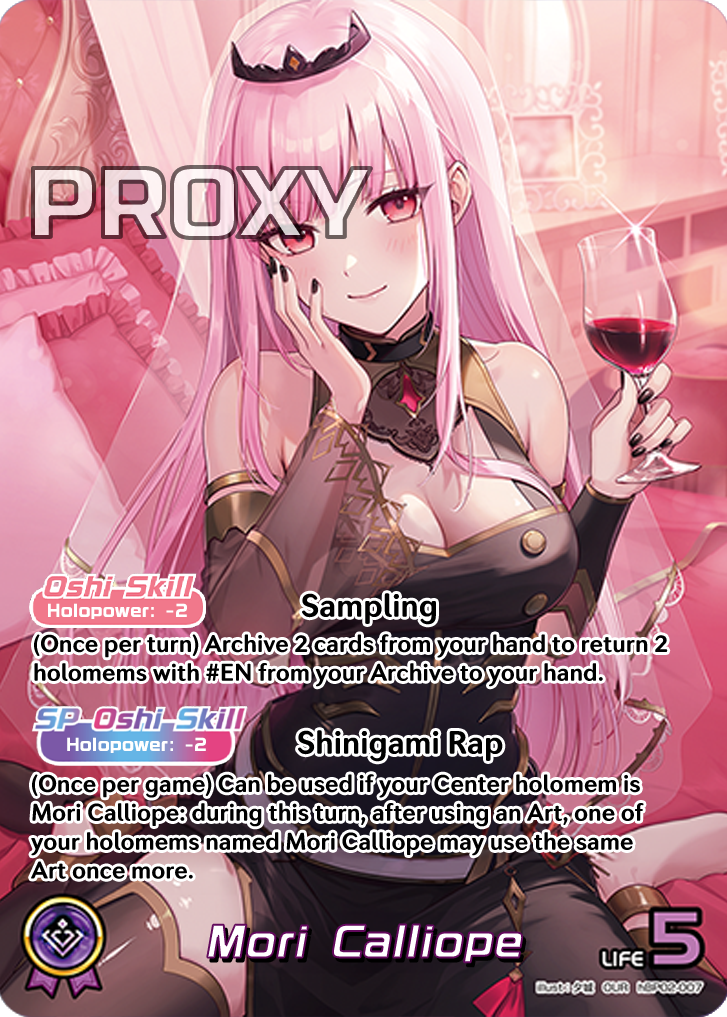 PROXY
Oshi Skill
Holopower: -2
Sampling
(Once per turn) Archive 2 cards from your hand to return 2
holomems with #EN from your Archive to your hand.
SP Oshi Skill
Holopower: -2
Shinigami Rap
(Once per game) Can be used if your Center holomem is
Mori Calliope: during this turn, after using an Art, one of
your holomems named Mori Calliope may use the same
Art once more.
Mori Calliope
LIFE 5
illust: OUR hBP02-007